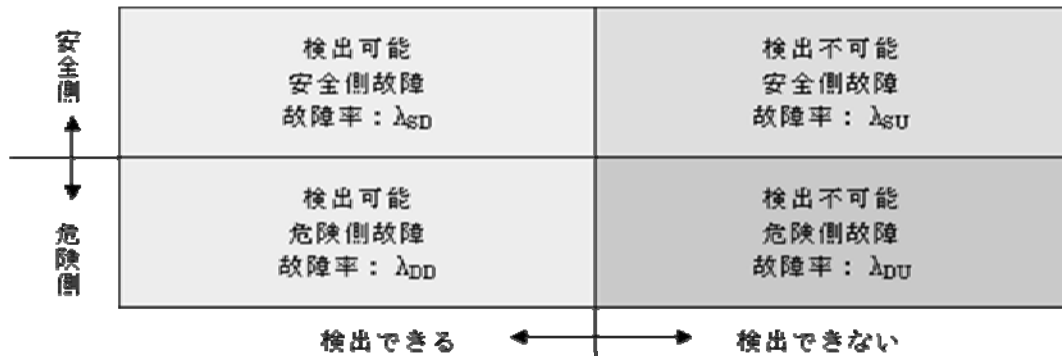 安全側
検出可能
安全側故障
故障率：λSD
検出不可能
安全側故障
故障率：λSU
危険側
検出可能
危険側故障
故障率：λDD
検出不可能
危険側故障
故障率：λDU
検出できる
検出できない